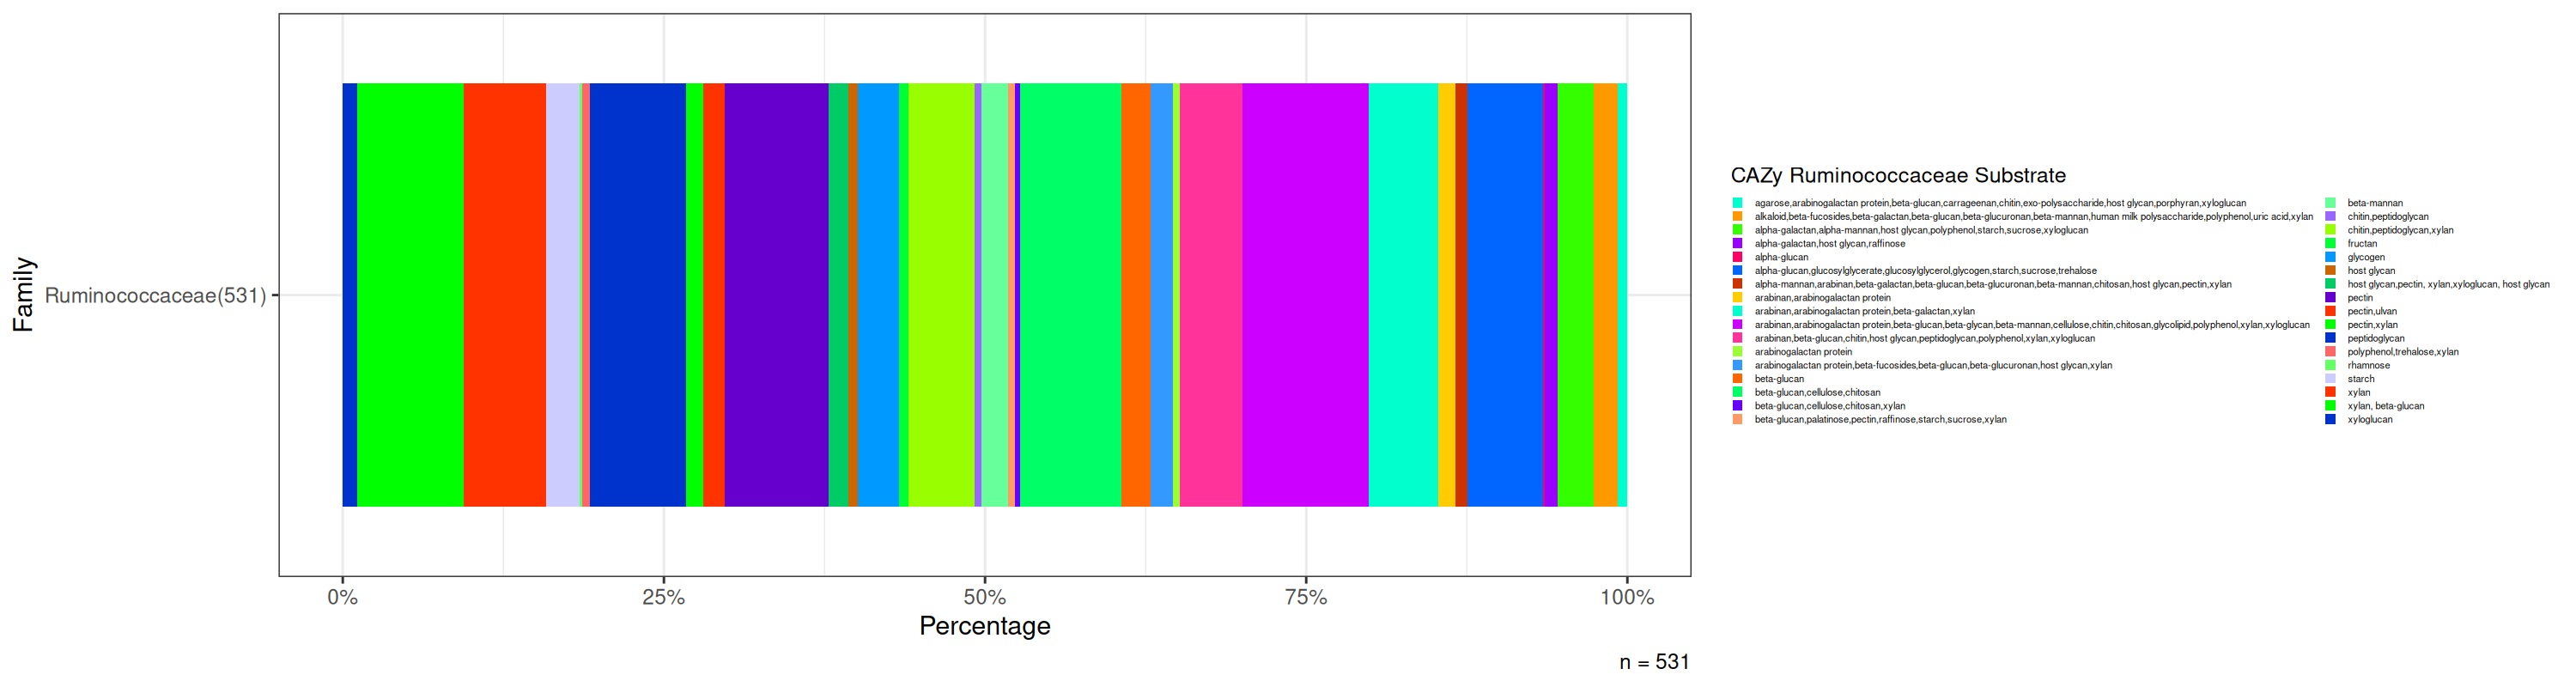 Family
Ruminococcaceae(531)
0%
25%
50%
75%
100%
Percentage
n = 531
CAZy Ruminococcaceae Substrate
agarose,arabinogalactan protein,beta-glucan,carrageenan,chitin,exo-polysaccharide,host glycan,porphyran,xyloglucan
alkaloid,beta-fucosides,beta-galactan,beta-glucan,beta-glucuronan,beta-mannan,human milk polysaccharide,polyphenol,uric acid,xylan
alpha-galactan,alpha-mannan,host glycan,polyphenol,starch,sucrose,xyloglucan
alpha-galactan,host glycan,raffinose
alpha-glucan
alpha-glucan,glucosylglycerate,glucosylglycerol,glycogen,starch,sucrose,trehalose
alpha-mannan,arabinan,beta-galactan,beta-glucan,beta-glucuronan,beta-mannan,chitosan,host glycan,pectin,xylan
arabinan,arabinogalactan protein
arabinan,arabinogalactan protein,beta-galactan,xylan
arabinan,arabinogalactan protein,beta-glucan,beta-glycan,beta-mannan,cellulose,chitin,chitosan,glycolipid,polyphenol,xylan,xyloglucan
arabinan,beta-glucan,chitin,host glycan,peptidoglycan,polyphenol,xylan,xyloglucan
arabinogalactan protein
arabinogalactan protein,beta-fucosides,beta-glucan,beta-glucuronan,host glycan,xylan
beta-glucan
beta-glucan,cellulose,chitosan
beta-glucan,cellulose,chitosan,xylan
beta-glucan,palatinose,pectin,raffinose,starch,sucrose,xylan
beta-mannan
chitin,peptidoglycan
chitin,peptidoglycan,xylan
fructan
glycogen
host glycan
host glycan,pectin, xylan,xyloglucan, host glycan
pectin
pectin,ulvan
pectin,xylan
peptidoglycan
polyphenol,trehalose,xylan
rhamnose
starch
xylan
xylan, beta-glucan
xyloglucan